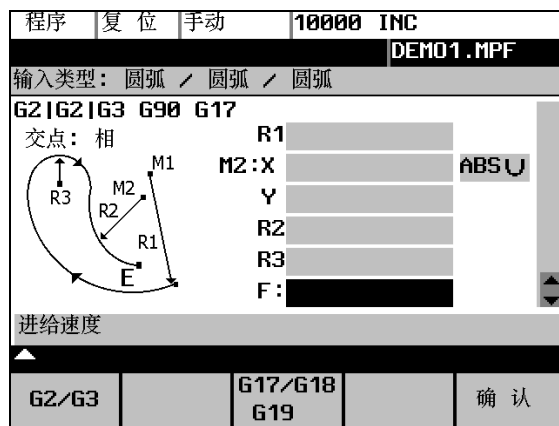 程序 复 位 手动 10000 INC
DEMO1.MPF
输入类型: 圆弧 / 圆弧 / 圆弧
G2|G2|G3 G90 G17
交点: 相
R1
M2:X ABS
Y
R2
R3
F:
M1
M2
R3
R2
R1
E
进给速度
G2/G3 G17/G18 G19 确 认